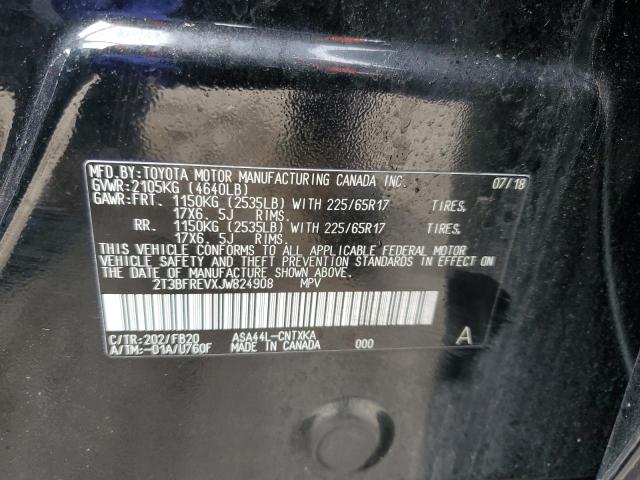 MFD.BY:TOYOTA MOTOR MANUFACTURING CANADA INC. 07/18
GVWR:2105KG (4640LB)
GAWR:FRT. 1150KG (2535LB) WITH 225/65R17 TIRES,
17X6. 5J RIMS.
RR. 1150KG (2535LB) WITH 225/65R17 TIRES,
17X6. 5J RIMS.
THIS VEHICLE CONFORMS TO ALL APPLICABLE FEDERAL MOTOR
VEHICLE SAFETY AND THEFT PREVENTION STANDARDS IN EFFECT ON
THE DATE OF MANUFACTURE SHOWN ABOVE.
2T3BFREVXJW824908 MPV
C/TR:202/FB20 ASA44L-CNTXKA A
A/TM:-01A/U760F MADE IN CANADA 000